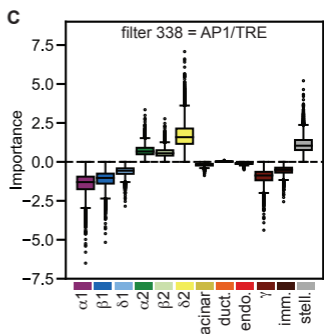 C
filter 338 = AP1/TRE
Importance
7.5
5.0
2.5
0.0
−2.5
−5.0
−7.5
α1
β1
δ1
α2
β2
δ2
acinar
duct.
endo.
γ
imm.
stell.